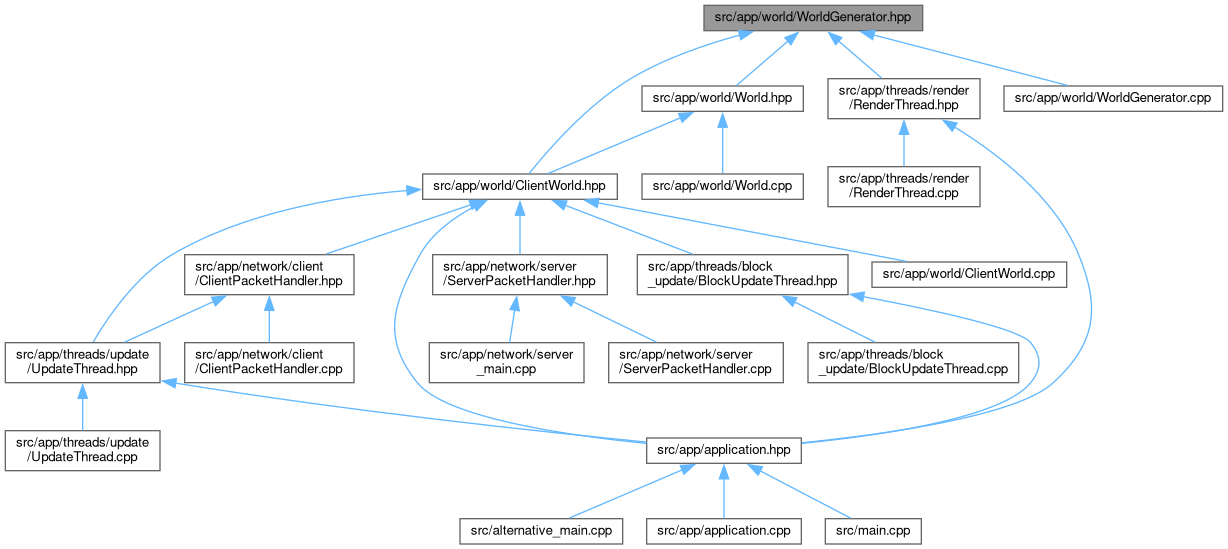 src/app/world/WorldGenerator.hpp
src/app/world/World.hpp
src/app/threads/render
/RenderThread.hpp
src/app/world/WorldGenerator.cpp
src/app/world/ClientWorld.hpp
src/app/world/World.cpp
src/app/threads/render
/RenderThread.cpp
src/app/network/client
/ClientPacketHandler.hpp
src/app/network/server
/ServerPacketHandler.hpp
src/app/threads/block
_update/BlockUpdateThread.hpp
src/app/world/ClientWorld.cpp
src/app/threads/update
/UpdateThread.hpp
src/app/network/client
/ClientPacketHandler.cpp
src/app/network/server
_main.cpp
src/app/network/server
/ServerPacketHandler.cpp
src/app/threads/block
_update/BlockUpdateThread.cpp
src/app/threads/update
/UpdateThread.cpp
src/app/application.hpp
src/alternative_main.cpp
src/app/application.cpp
src/main.cpp